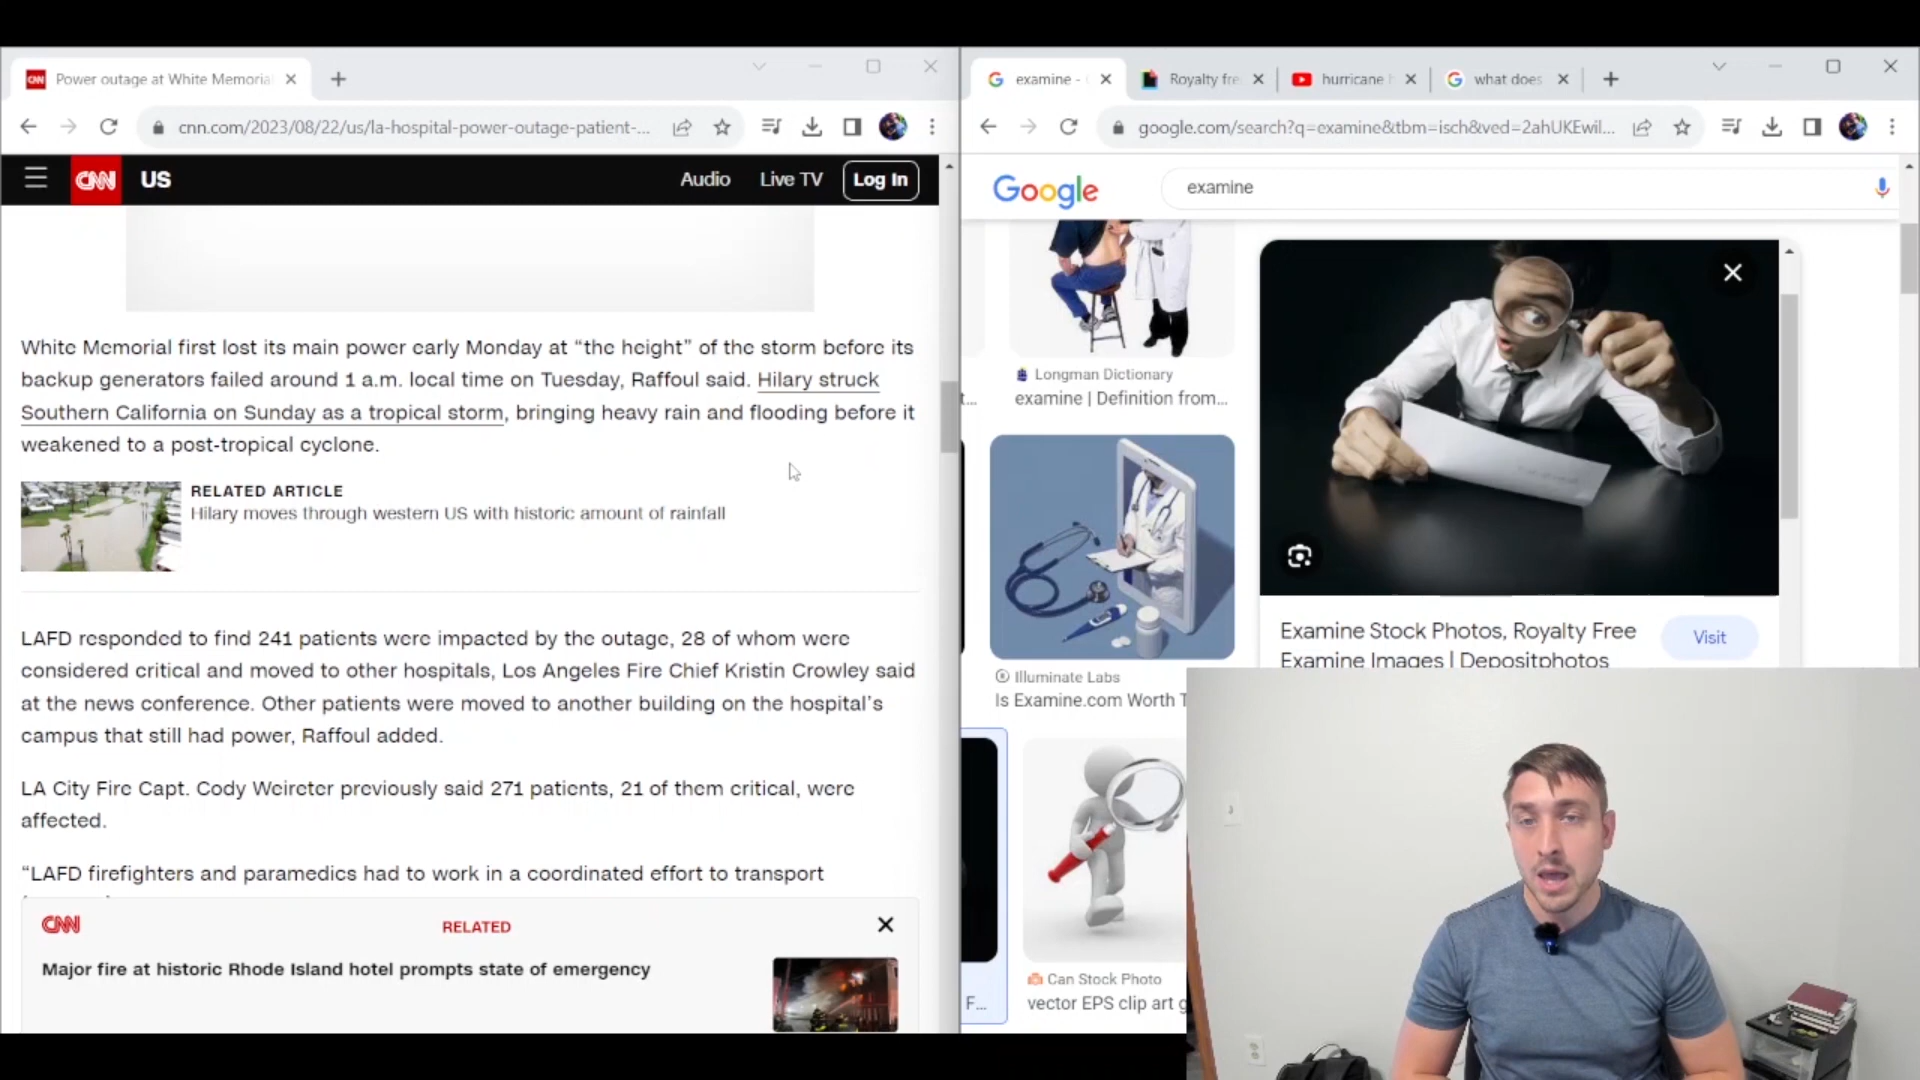 Power outage at White Memoria
cnn.com/2023/08/22/us/la-hospital-power-outage-patient-...
CNN US Audio Live TV Log In
White Memorial first lost its main power early Monday at “the height” of the storm before its
backup generators failed around 1 a.m. local time on Tuesday, Raffoul said. Hilary struck
Southern California on Sunday as a tropical storm, bringing heavy rain and flooding before it
weakened to a post-tropical cyclone.
RELATED ARTICLE
Hilary moves through western US with historic amount of rainfall
LAFD responded to find 241 patients were impacted by the outage, 28 of whom were
considered critical and moved to other hospitals, Los Angeles Fire Chief Kristin Crowley said
at the news conference. Other patients were moved to another building on the hospital’s
campus that still had power, Raffoul added.
LA City Fire Capt. Cody Weireter previously said 271 patients, 21 of them critical, were
affected.
“LAFD firefighters and paramedics had to work in a coordinated effort to transport
CNN RELATED
Major fire at historic Rhode Island hotel prompts state of emergency
examine - Royalty fre hurricane what does
google.com/search?q=examine&tbm=isch&ved=2ahUKEwil...
Google examine
Longman Dictionary
t... examine | Definition from...
Illuminate Labs
Is Examine.com Worth T
Can Stock Photo
F... vector EPS clip art g
Examine Stock Photos, Royalty Free
Examine Images | Depositphotos
Visit